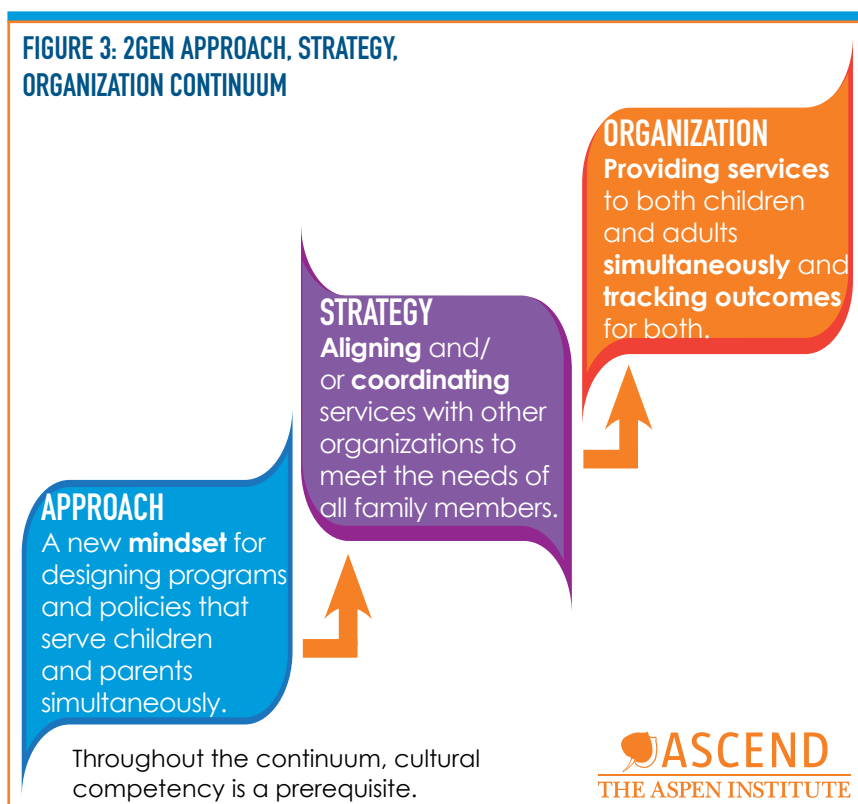 FIGURE 3: 2GEN APPROACH, STRATEGY,
ORGANIZATION CONTINUUM
APPROACH
A new mindset for
designing programs
and policies that
serve children
and parents
simultaneously.
STRATEGY
Aligning and/
or coordinating
services with other
organizations to
meet the needs of
all family members.
ORGANIZATION
Providing services
to both children
and adults
simultaneously and
tracking outcomes
for both.
Throughout the continuum, cultural
competency is a prerequisite.
ASCEND
THE ASPEN INSTITUTE